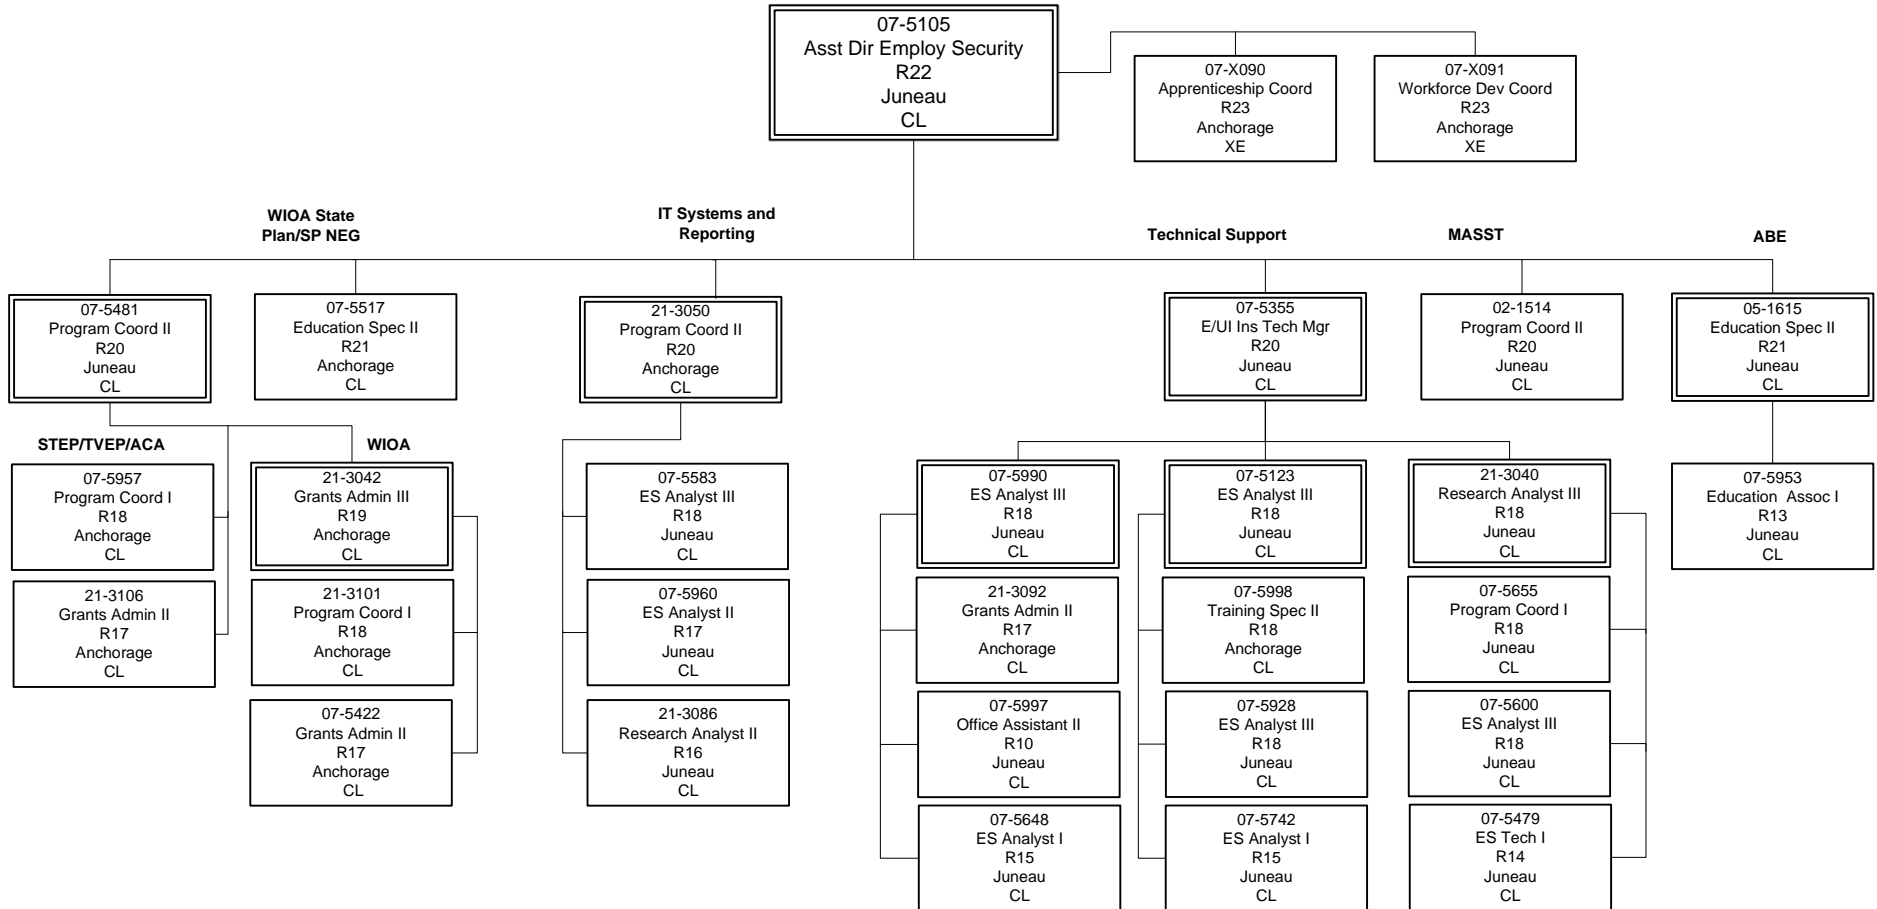 07-5105
Asst Dir Employ Security
R22
Juneau
CL
07-X090
Apprenticeship Coord
R23
Anchorage
XE
07-X091
Workforce Dev Coord
R23
Anchorage
XE
WIOA State
Plan/SP NEG
IT Systems and
Reporting
Technical Support
MASST
ABE
07-5481
Program Coord II
R20
Juneau
CL
07-5517
Education Spec II
R21
Anchorage
CL
21-3050
Program Coord II
R20
Anchorage
CL
07-5355
E/UI Ins Tech Mgr
R20
Juneau
CL
02-1514
Program Coord II
R20
Juneau
CL
05-1615
Education Spec II
R21
Juneau
CL
STEP/TVEP/ACA
WIOA
07-5957
Program Coord I
R18
Anchorage
CL
21-3042
Grants Admin III
R19
Anchorage
CL
07-5583
ES Analyst III
R18
Juneau
CL
07-5990
ES Analyst III
R18
Juneau
CL
07-5123
ES Analyst III
R18
Juneau
CL
21-3040
Research Analyst III
R18
Juneau
CL
07-5953
Education Assoc I
R13
Juneau
CL
21-3106
Grants Admin II
R17
Anchorage
CL
21-3101
Program Coord I
R18
Anchorage
CL
07-5960
ES Analyst II
R17
Juneau
CL
21-3092
Grants Admin II
R17
Anchorage
CL
07-5998
Training Spec II
R18
Anchorage
CL
07-5655
Program Coord I
R18
Juneau
CL
07-5422
Grants Admin II
R17
Anchorage
CL
21-3086
Research Analyst II
R16
Juneau
CL
07-5997
Office Assistant II
R10
Juneau
CL
07-5928
ES Analyst III
R18
Juneau
CL
07-5600
ES Analyst III
R18
Juneau
CL
07-5648
ES Analyst I
R15
Juneau
CL
07-5742
ES Analyst I
R15
Juneau
CL
07-5479
ES Tech I
R14
Juneau
CL